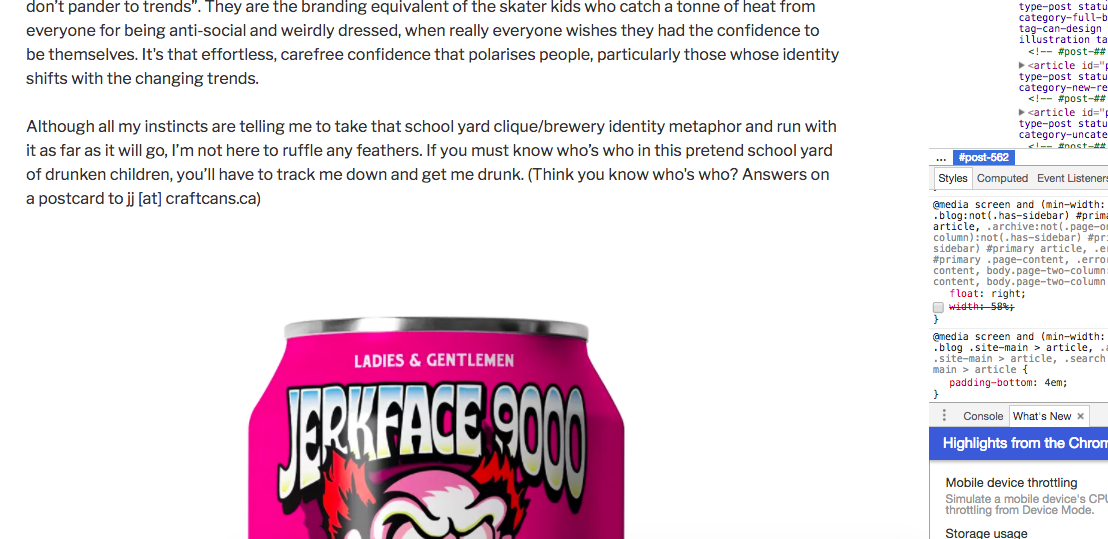 don't pander to trends”. They are the branding equivalent of the skater kids who catch a tonne of heat from
everyone for being anti-social and weirdly dressed, when really everyone wishes they had the confidence to
be themselves. It's that effortless, carefree confidence that polarises people, particularly those whose identity
shifts with the changing trends.
Although all my instincts are telling me to take that school yard clique/brewery identity metaphor and run with
it as far as it will go, I’m not here to ruffle any feathers. If you must know who’s who in this pretend school yard
of drunken children, you’ll have to track me down and get me drunk. (Think you know who's who? Answers on
a postcard to jj [at] craftcans.ca)
LADIES & GENTLEMEN
JERKFACE 9000
type-post statu
category-full-b
tag-can-design
illustration ta
<!-- #post-##
<article id="p
type-post statu
category-new-re
<!-- #post-##
<article id="p
type-post statu
category-uncate
<!-- #post-##
... #post-562
Styles Computed Event Listeners
@media screen and (min-width:
.blog:not(.has-sidebar) #prima
article, .archive:not(.page-on
column):not(.has-sidebar) #pri
sidebar) #primary article, .er
#primary .page-content, .erro
content, body.page-two-column:
content, body.page-two-column
float: right;
width: 58%;
}
@media screen and (min-width:
.blog .site-main > article, .a
.site-main > article, .search
main > article {
padding-bottom: 4em;
}
Console What's New ×
Highlights from the Chrom
Mobile device throttling
Simulate a mobile device's CPU
throttling from Device Mode.
Storage usage